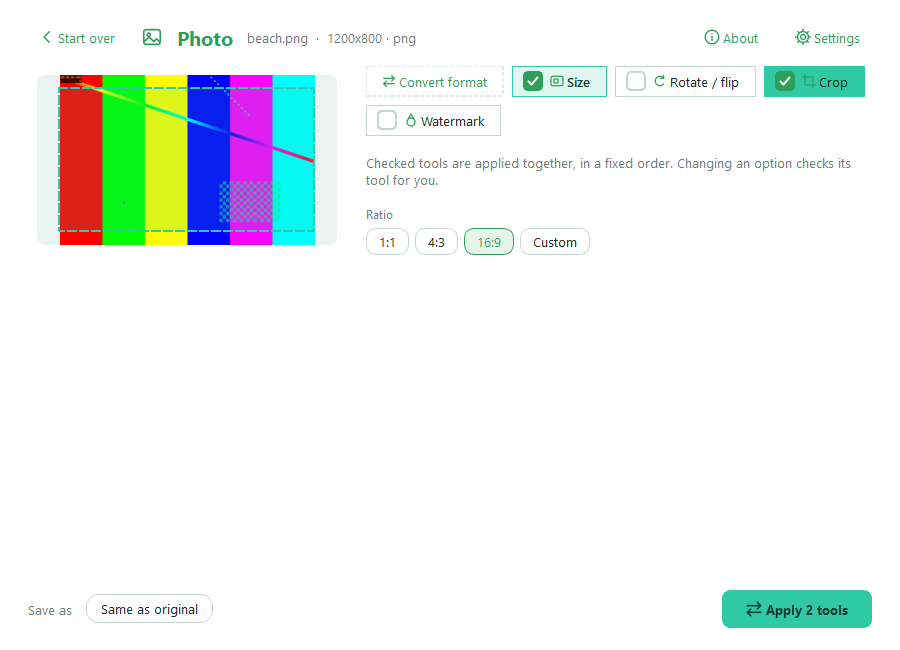 Start over
Photo beach.png · 1200x800 · png
About
Settings
Convert format
Size
Rotate / flip
Crop
Watermark
Checked tools are applied together, in a fixed order. Changing an option checks its
tool for you.
Ratio
1:1
4:3
16:9
Custom
Save as
Same as original
Apply 2 tools